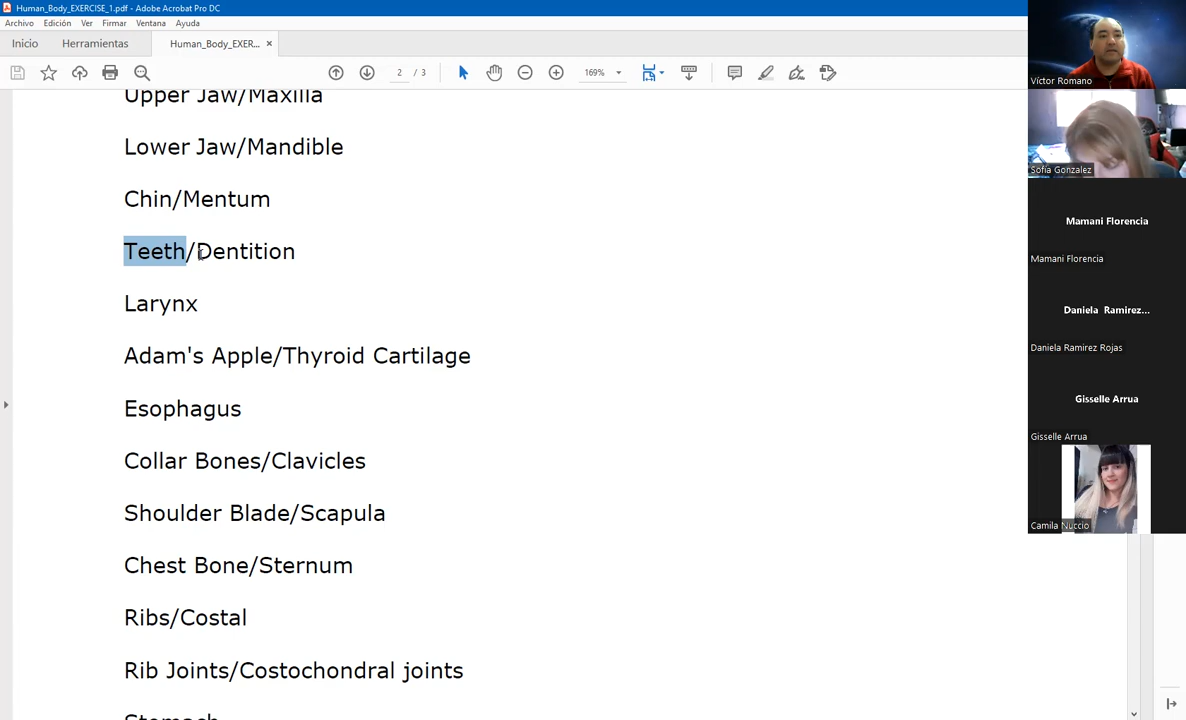 Human_Body_EXERCISE_1.pdf - Adobe Acrobat Pro DC
Archivo Edición Ver Firmar Ventana Ayuda
Inicio Herramientas Human_Body_EXER... ×
2 / 3 169%
Upper Jaw/Maxilla
Lower Jaw/Mandible
Chin/Mentum
Teeth/Dentition
Larynx
Adam's Apple/Thyroid Cartilage
Esophagus
Collar Bones/Clavicles
Shoulder Blade/Scapula
Chest Bone/Sternum
Ribs/Costal
Rib Joints/Costochondral joints
Stomach
Víctor Romano
Sofía Gonzalez
Mamani Florencia
Mamani Florencia
Daniela Ramirez...
Daniela Ramirez Rojas
Gisselle Arrua
Gisselle Arrua
Camila Nuccio